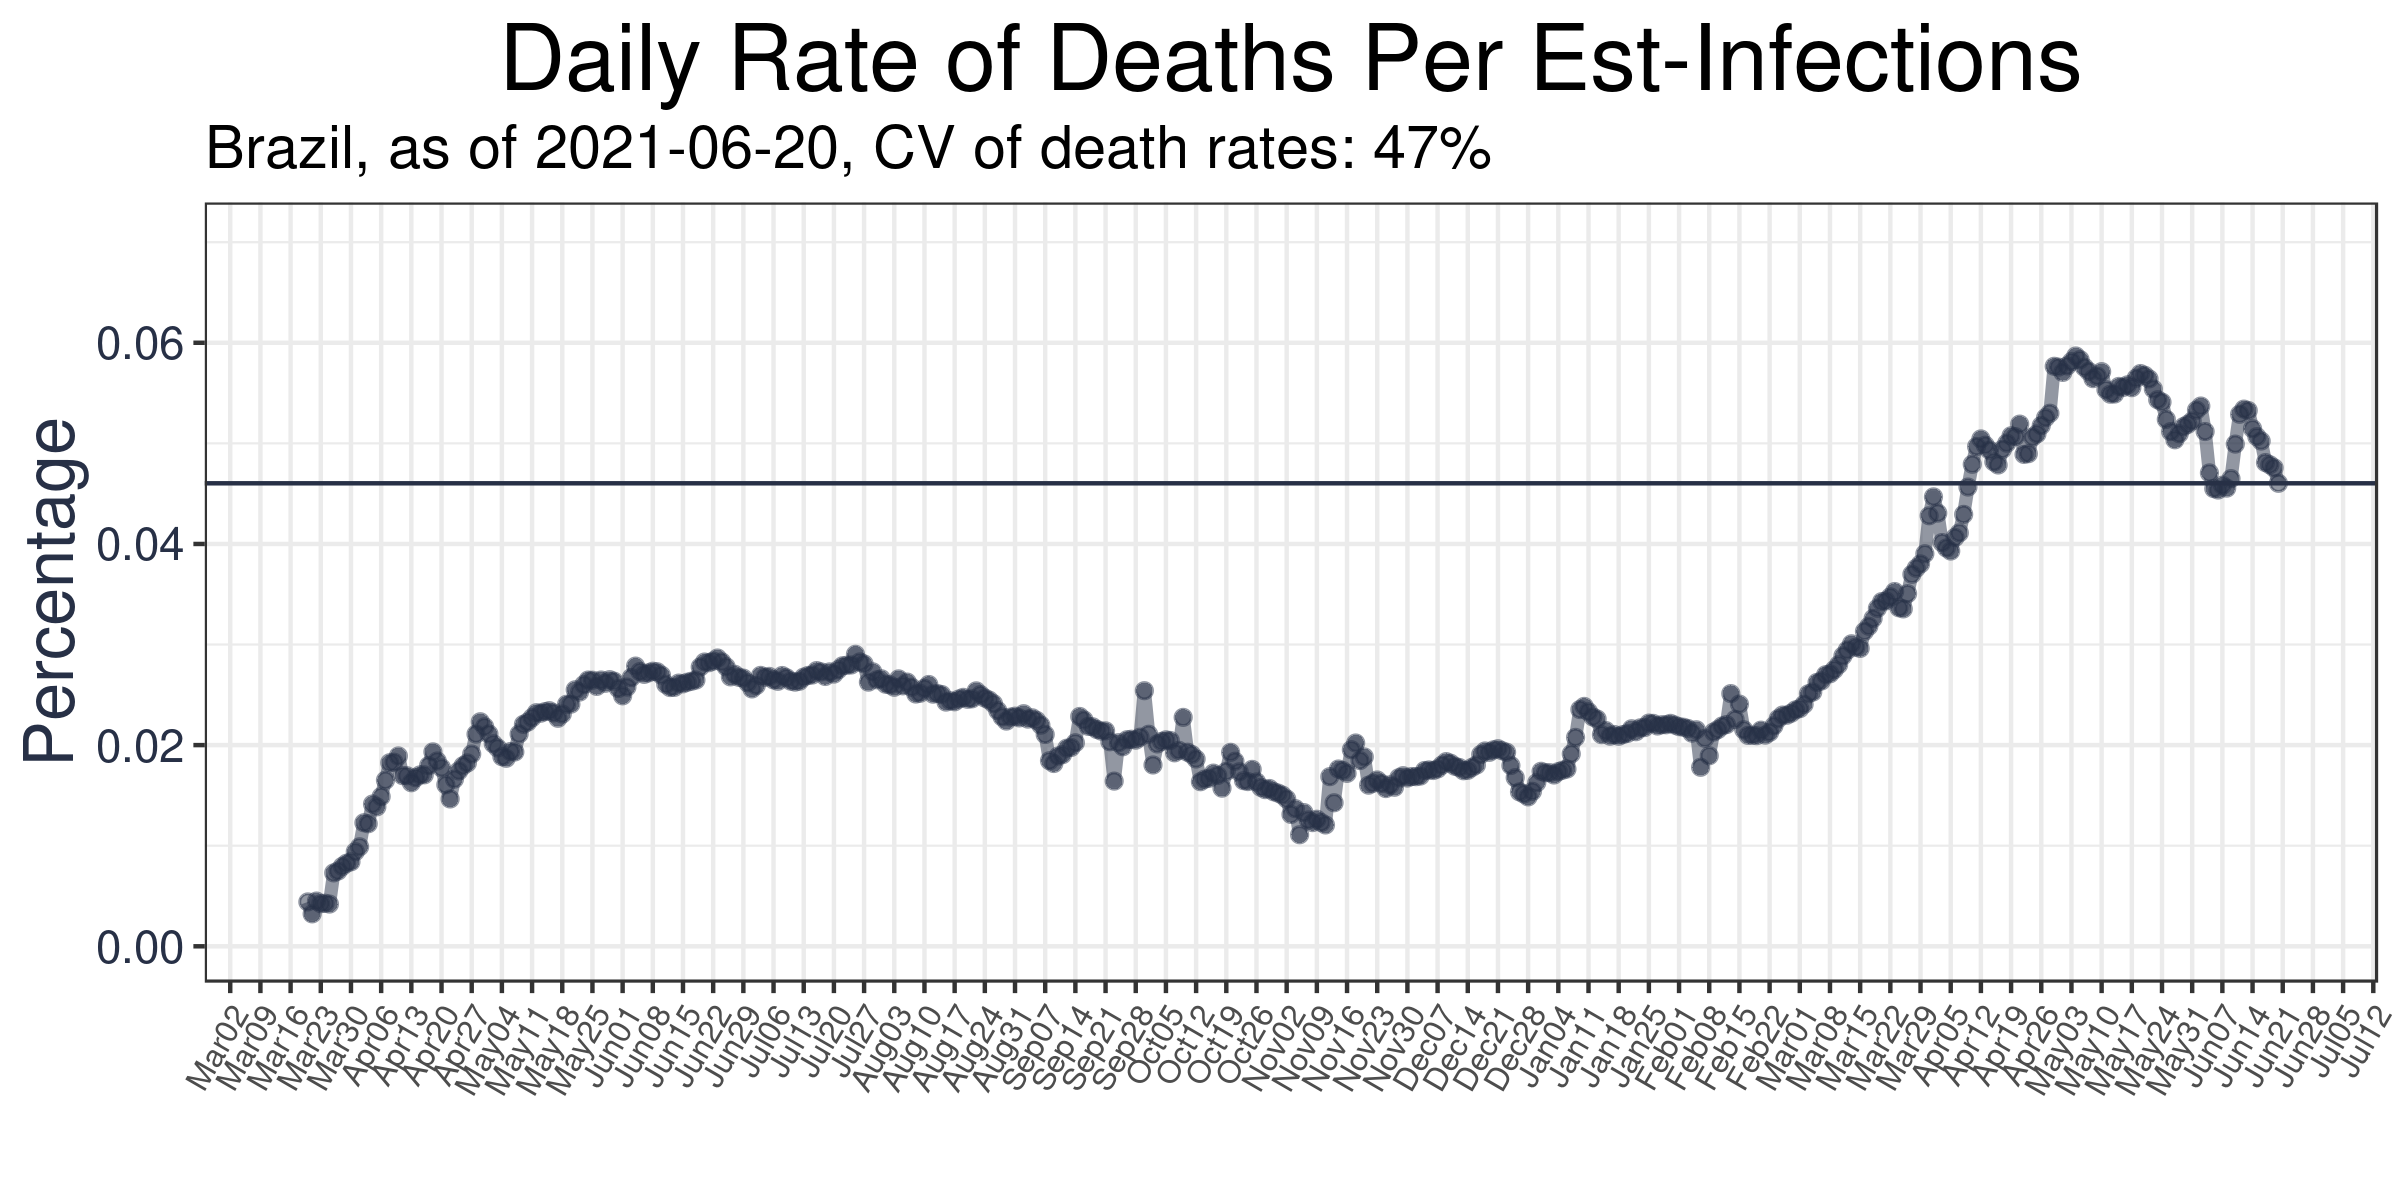 Daily Rate of Deaths Per Est-Infections
Brazil, as of 2021-06-20, CV of death rates: 47%
Percentage
0.06
0.04
0.02
0.00
Mar02
Mar09
Mar16
Mar23
Mar30
Apr06
Apr13
Apr20
Apr27
May04
May11
May18
May25
Jun01
Jun08
Jun15
Jun22
Jun29
Jul06
Jul13
Jul20
Jul27
Aug03
Aug10
Aug17
Aug24
Aug31
Sep07
Sep14
Sep21
Sep28
Oct05
Oct12
Oct19
Oct26
Nov02
Nov09
Nov16
Nov23
Nov30
Dec07
Dec14
Dec21
Dec28
Jan04
Jan11
Jan18
Jan25
Feb01
Feb08
Feb15
Feb22
Mar01
Mar08
Mar15
Mar22
Mar29
Apr05
Apr12
Apr19
Apr26
May03
May10
May17
May24
May31
Jun07
Jun14
Jun21
Jun28
Jul05
Jul12